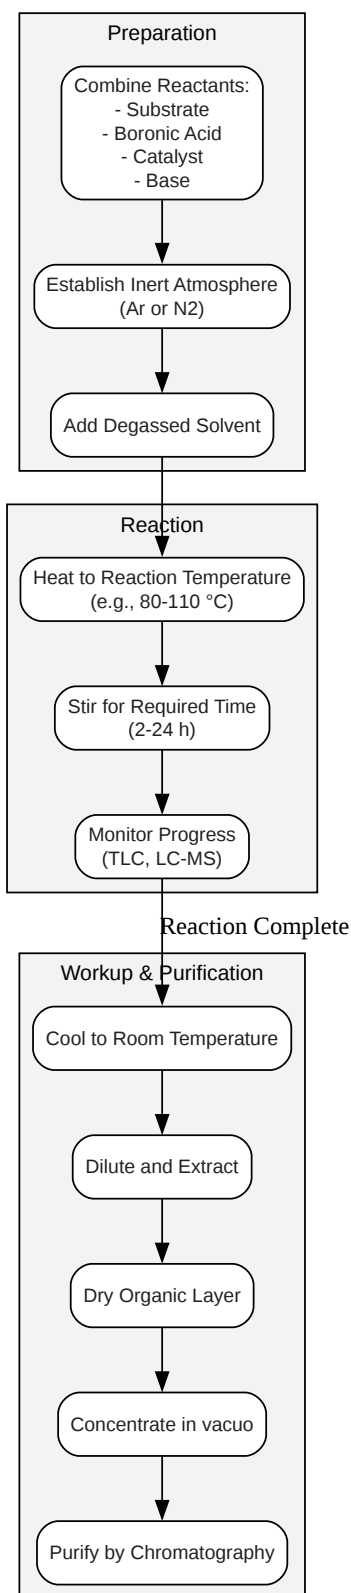 Preparation
Combine Reactants:
- Substrate
- Boronic Acid
- Catalyst
- Base
Establish Inert Atmosphere
(Ar or N2)
Add Degassed Solvent
Reaction
Heat to Reaction Temperature
(e.g., 80-110 °C)
Stir for Required Time
(2-24 h)
Monitor Progress
(TLC, LC-MS)
Reaction Complete
Workup & Purification
Cool to Room Temperature
Dilute and Extract
Dry Organic Layer
Concentrate in vacuo
Purify by Chromatography